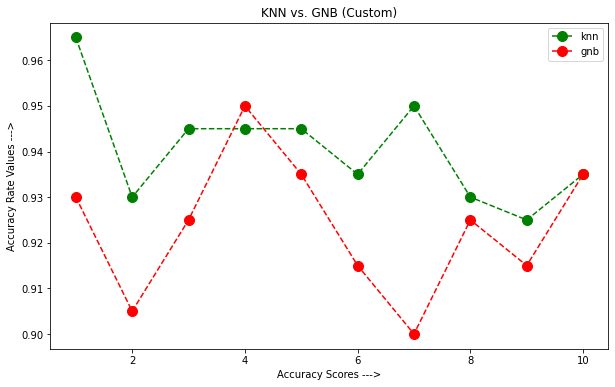 KNN vs. GNB (Custom)
knn
gnb
0.96
0.95
0.94
0.93
0.92
0.91
0.90
Accuracy Rate Values --->
2
4
6
8
10
Accuracy Scores --->